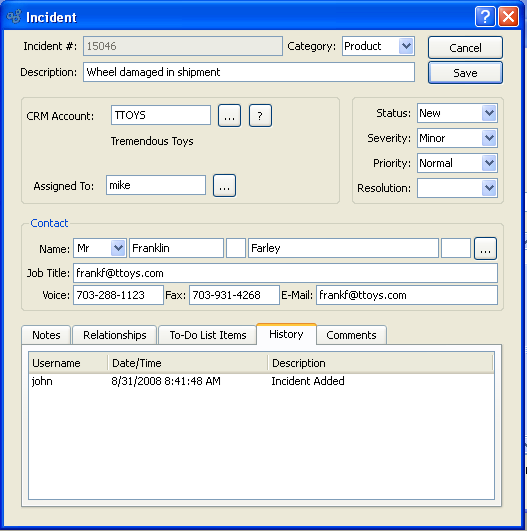 Incident
Incident #: 15046 Category: Product Cancel
Description: Wheel damaged in shipment Save
CRM Account: TTOYS ... ?
Tremendous Toys
Assigned To: mike ...
Status: New
Severity: Minor
Priority: Normal
Resolution:
Contact
Name: Mr Franklin Farley ...
Job Title: frankf@ttoys.com
Voice: 703-288-1123 Fax: 703-931-4268 E-Mail: frankf@ttoys.com
Notes Relationships To-Do List Items History Comments
Username Date/Time Description
john 8/31/2008 8:41:48 AM Incident Added